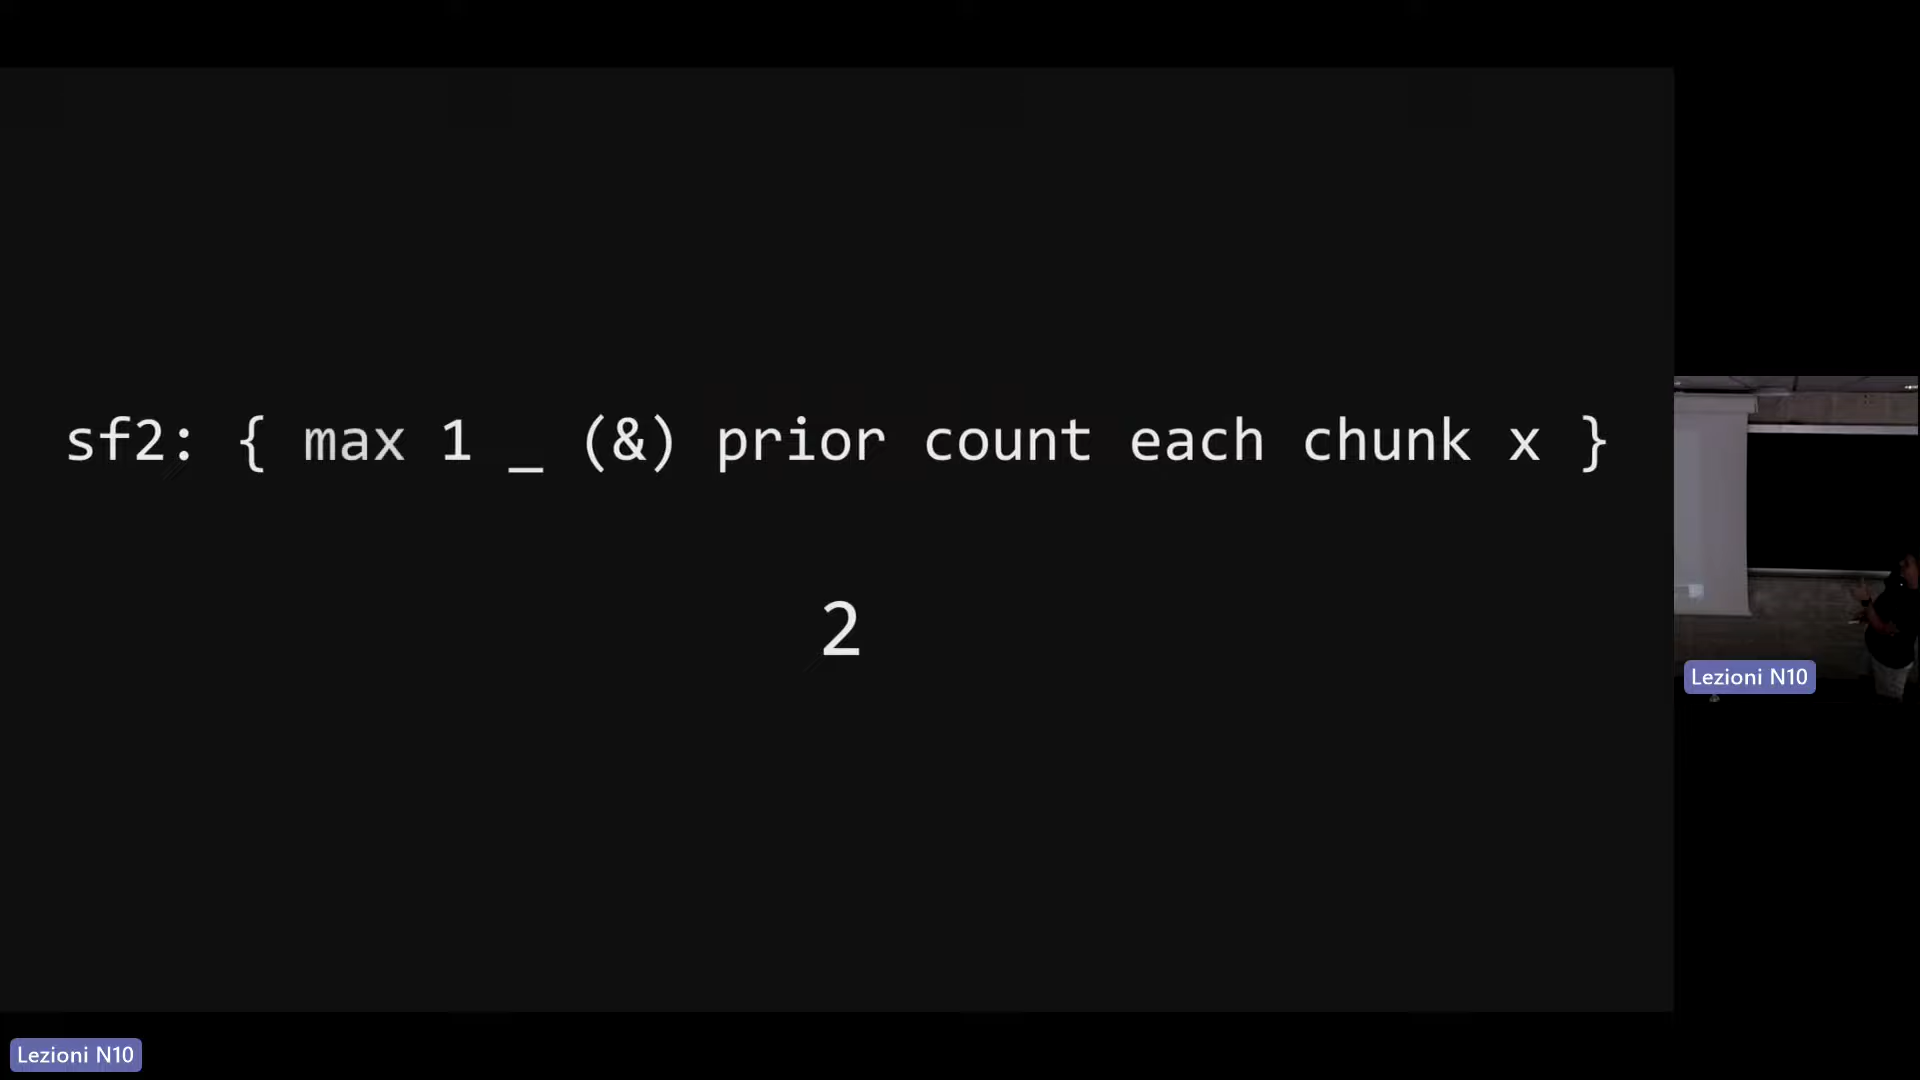 sf2: { max 1 _ (&) prior count each chunk x }
2
Lezioni N10
Lezioni N10